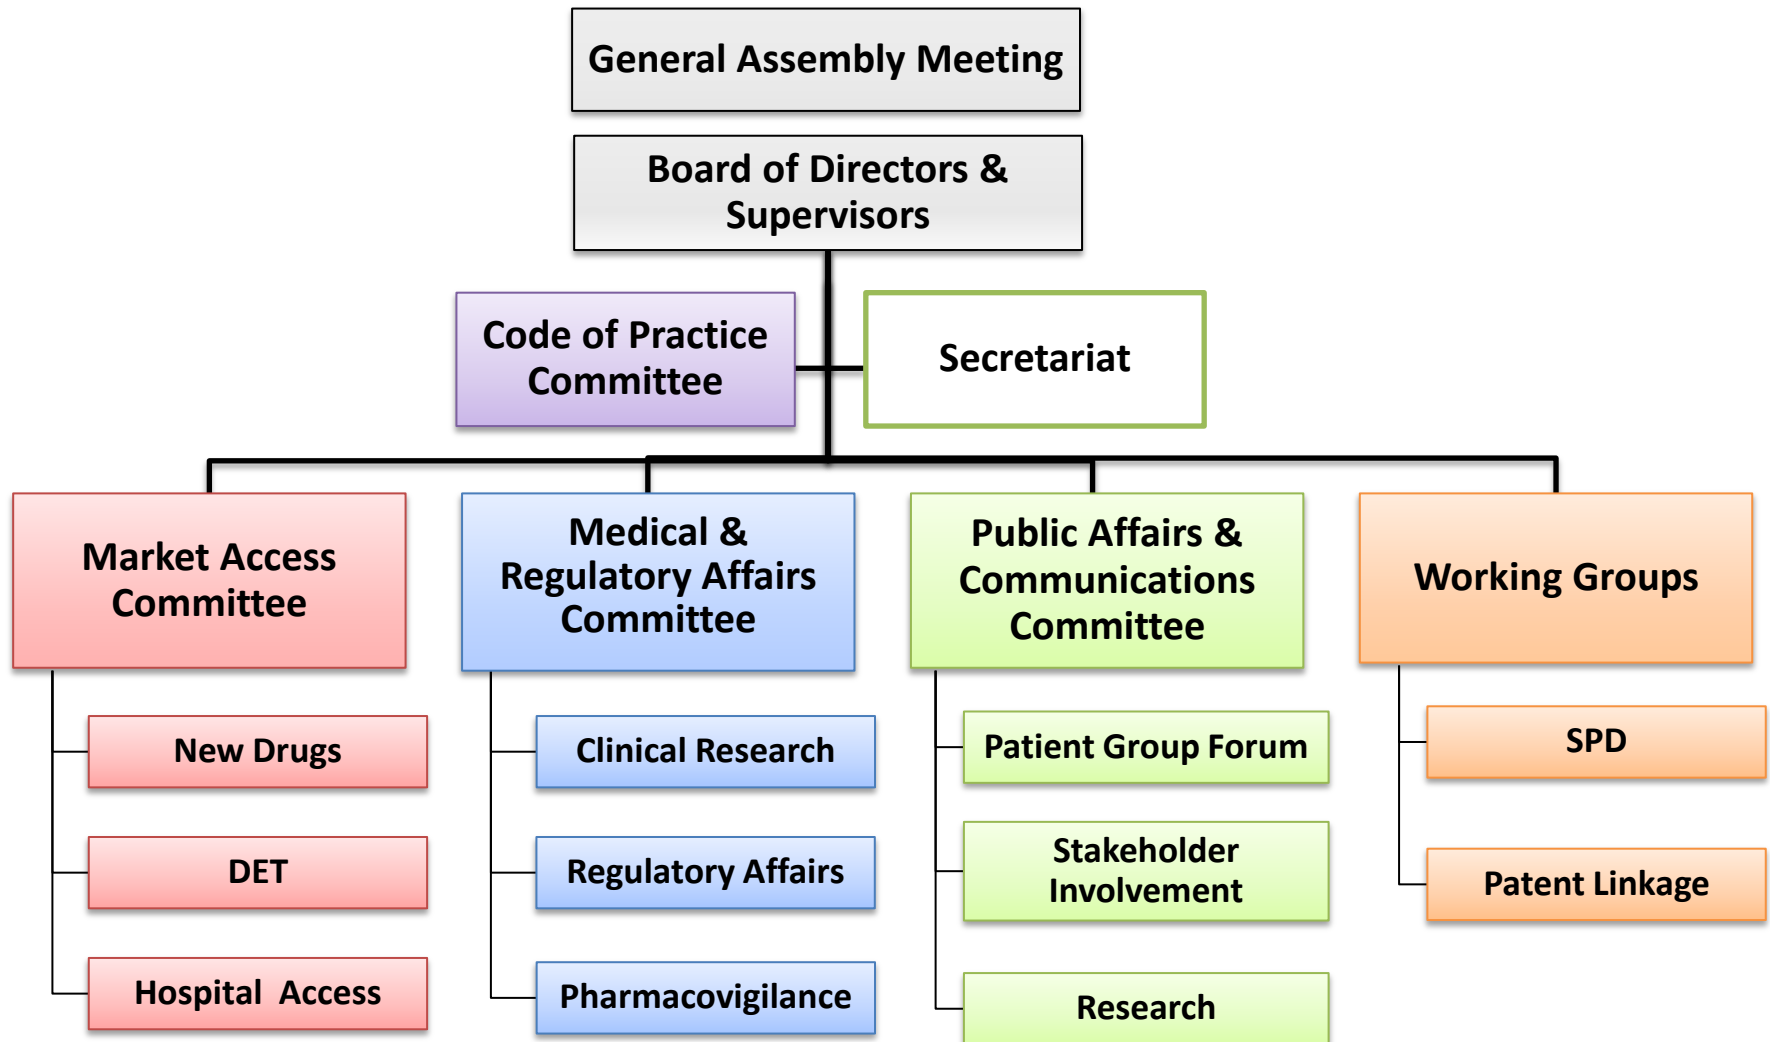 General Assembly Meeting
Board of Directors &
Supervisors
Code of Practice
Committee
Secretariat
Market Access
Committee
Medical &
Regulatory Affairs
Committee
Public Affairs &
Communications
Committee
Working Groups
New Drugs
DET
Hospital Access
Clinical Research
Regulatory Affairs
Pharmacovigilance
Patient Group Forum
Stakeholder
Involvement
Research
SPD
Patent Linkage